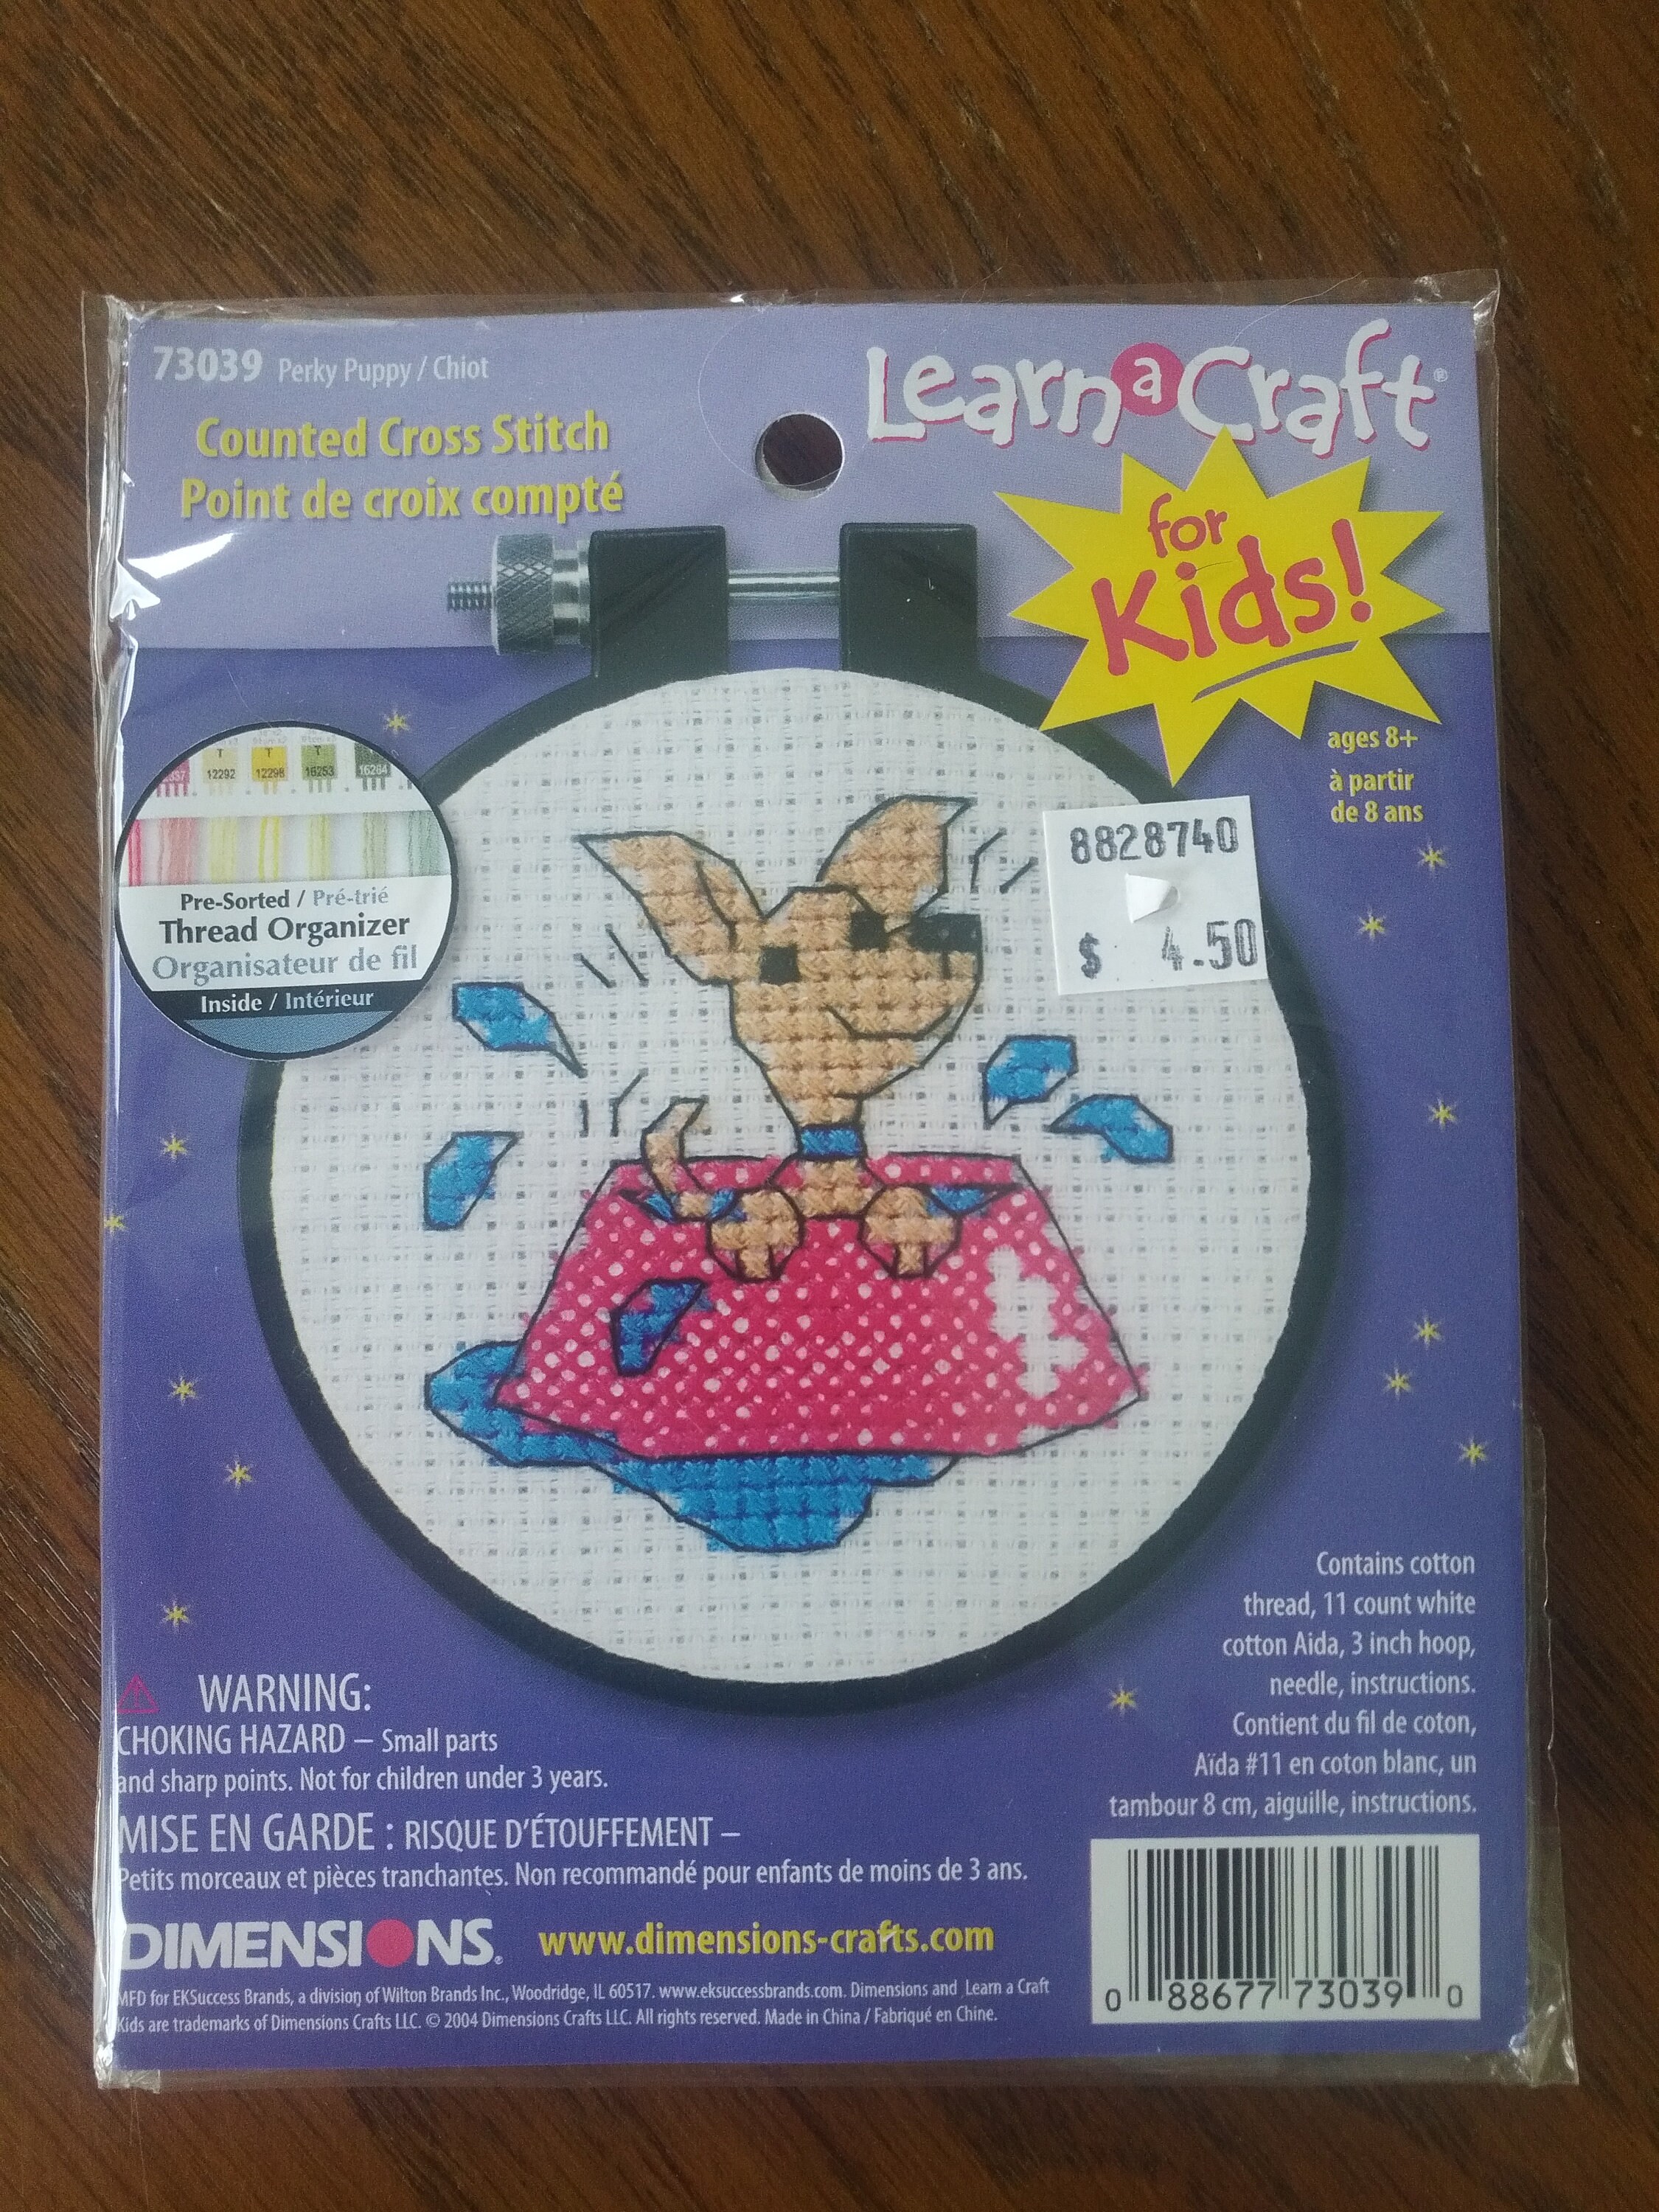 73039 Perky Puppy / Chiot
Counted Cross Stitch
Point de croix compté
Learn a Craft®
for
Kids!
ages 8+
à partir
de 8 ans
T T T
12292 12298 16253 16264
Pre-Sorted / Pré-trié
Thread Organizer
Organisateur de fil
Inside / Intérieur
8828740
$ 4.50
Contains cotton
thread, 11 count white
cotton Aida, 3 inch hoop,
needle, instructions.
Contient du fil de coton,
Aïda #11 en coton blanc, un
tambour 8 cm, aiguille, instructions.
WARNING:
CHOKING HAZARD – Small parts
and sharp points. Not for children under 3 years.
MISE EN GARDE : RISQUE D'ÉTOUFFEMENT –
Petits morceaux et pièces tranchantes. Non recommandé pour enfants de moins de 3 ans.
DIMENSIONS® www.dimensions-crafts.com
MFD for EKSuccess Brands, a division of Wilton Brands Inc., Woodridge, IL 60517. www.eksuccessbrands.com. Dimensions and Learn a Craft
Kids are trademarks of Dimensions Crafts LLC. © 2004 Dimensions Crafts LLC. All rights reserved. Made in China / Fabriqué en Chine.
0 88677 73039 0